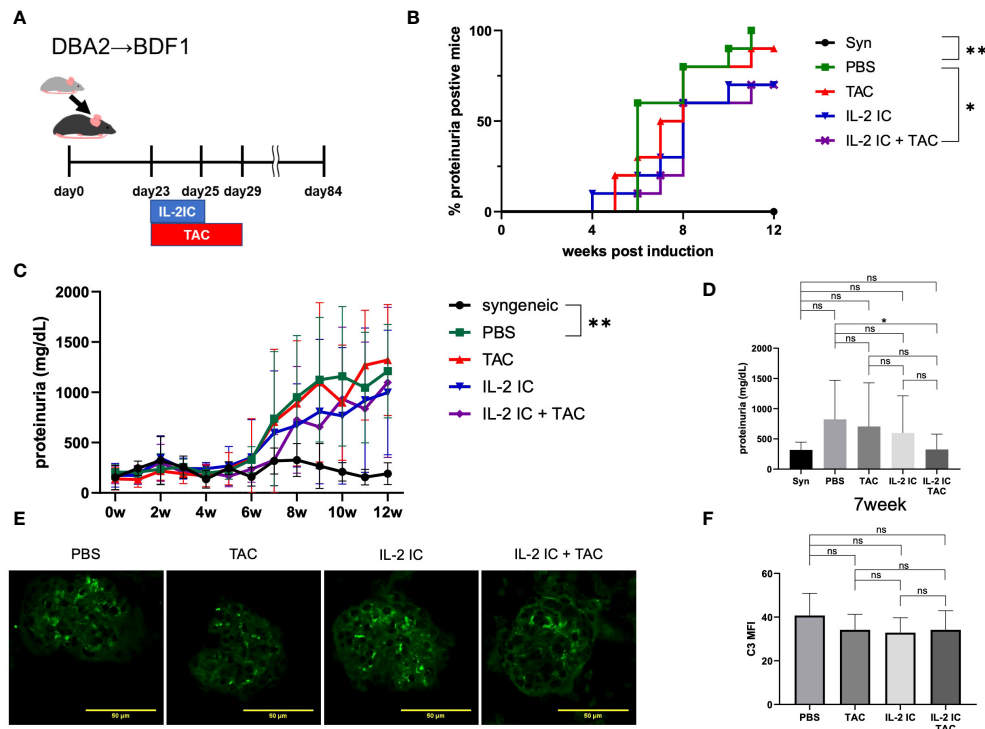 A
DBA2→BDF1
day0
day23
day25
day29
day84
IL-2IC
TAC
B
% proteinuria postive mice
100
50
0
0
4
8
12
weeks post induction
Syn
PBS
TAC
IL-2 IC
IL-2 IC + TAC
**
*
C
proteinuria (mg/dL)
2000
1500
1000
500
0
0w
2w
4w
6w
8w
10w
12w
syngeneic
PBS
TAC
IL-2 IC
IL-2 IC + TAC
**
D
ns
ns
ns
ns
*
ns
ns
ns
ns
ns
proteinuria (mg/dL)
2000
1500
1000
500
0
Syn
PBS
TAC
IL-2 IC
IL-2 IC
TAC
7week
E
PBS
TAC
IL-2 IC
IL-2 IC + TAC
50 μm
50 μm
50 μm
50 μm
F
ns
ns
ns
ns
ns
ns
C3 MFI
60
40
20
0
PBS
TAC
IL-2 IC
IL-2 IC
TAC